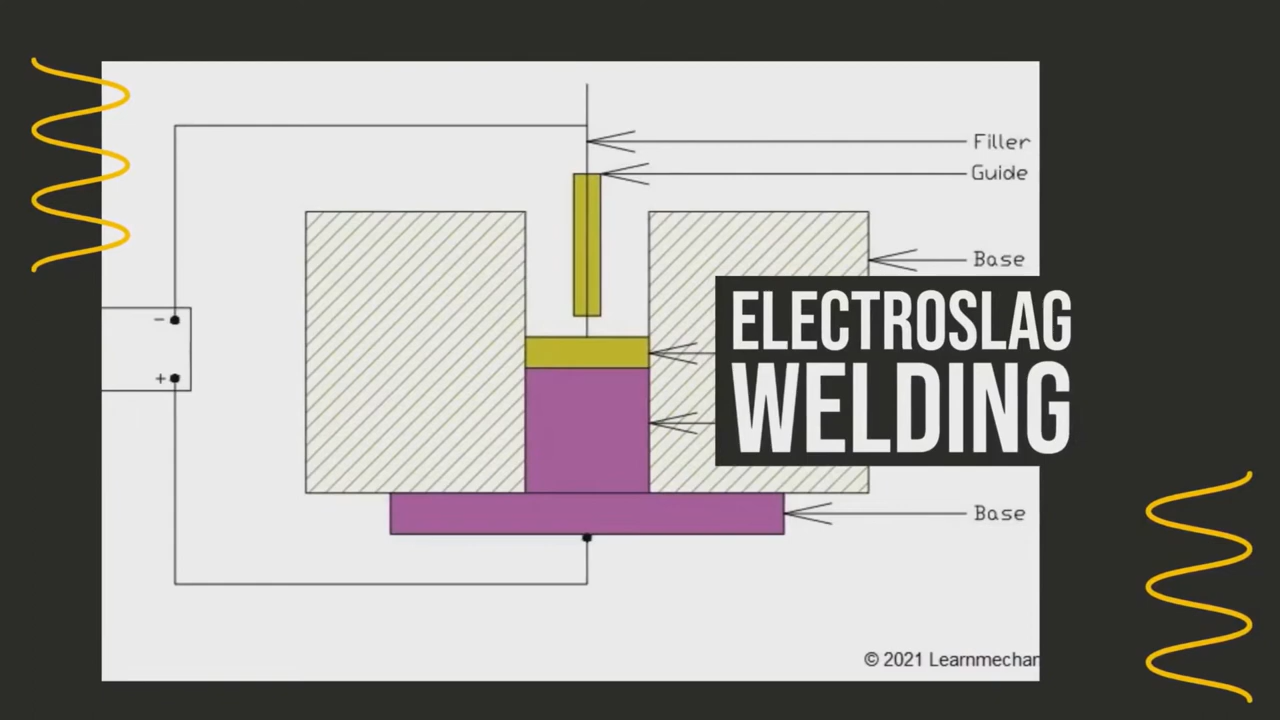 Filler
Guide
Base
ELECTROSLAG
WELDING
-
+
Base
© 2021 Learnmechan